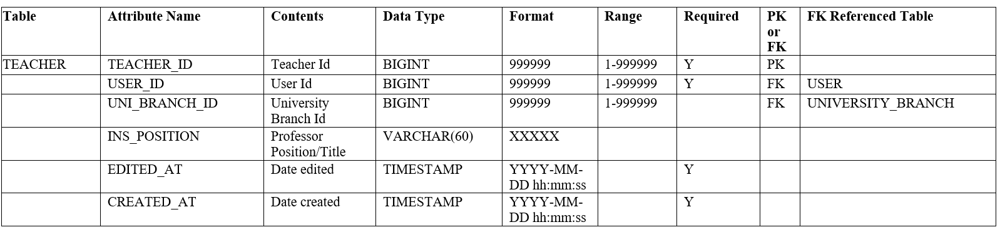 Table Attribute Name Contents Data Type Format Range Required PK or FK FK Referenced Table
TEACHER TEACHER_ID Teacher Id BIGINT 999999 1-999999 Y PK
USER_ID User Id BIGINT 999999 1-999999 Y FK USER
UNI_BRANCH_ID University Branch Id BIGINT 999999 1-999999 FK UNIVERSITY_BRANCH
INS_POSITION Professor Position/Title VARCHAR(60) XXXXX
EDITED_AT Date edited TIMESTAMP YYYY-MM-DD hh:mm:ss Y
CREATED_AT Date created TIMESTAMP YYYY-MM-DD hh:mm:ss Y